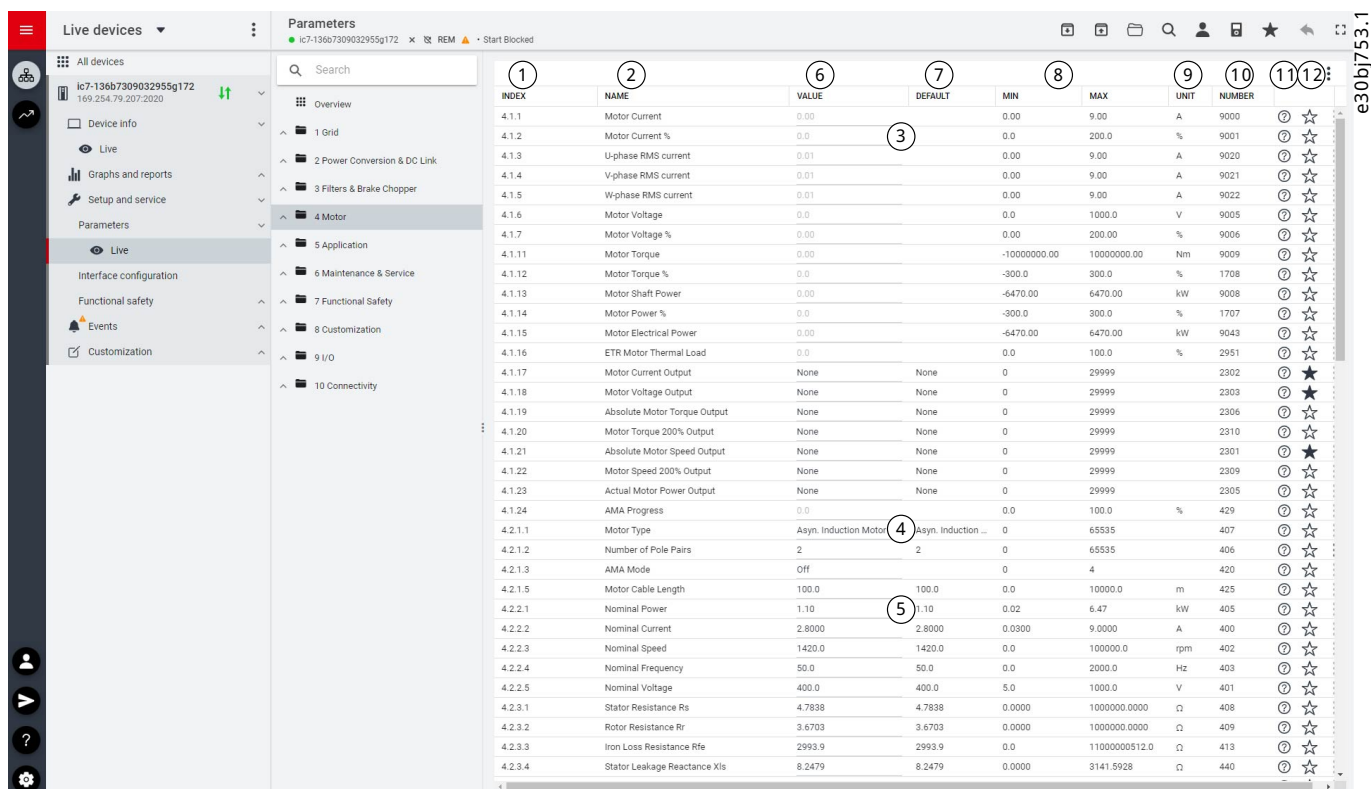 Live devices
Parameters
ic7-136b7309032955g172 REM • Start Blocked
e30bj753.1
All devices
ic7-136b7309032955g172
169.254.79.207:2020
Device info
Live
Graphs and reports
Setup and service
Parameters
Live
Interface configuration
Functional safety
Events
Customization
Search
Overview
1 Grid
2 Power Conversion & DC Link
3 Filters & Brake Chopper
4 Motor
5 Application
6 Maintenance & Service
7 Functional Safety
8 Customization
9 I/O
10 Connectivity
1 2 6 7 8 9 10 11 12
INDEX NAME VALUE DEFAULT MIN MAX UNIT NUMBER
4.1.1 Motor Current 0.00 0.00 9.00 A 9000
4.1.2 Motor Current % 0.0 3 0.0 200.0 % 9001
4.1.3 U-phase RMS current 0.01 0.00 9.00 A 9020
4.1.4 V-phase RMS current 0.01 0.00 9.00 A 9021
4.1.5 W-phase RMS current 0.01 0.00 9.00 A 9022
4.1.6 Motor Voltage 0.0 0.0 1000.0 V 9005
4.1.7 Motor Voltage % 0.0 0.00 200.00 % 9006
4.1.11 Motor Torque 0.00 -10000000.00 10000000.00 Nm 9009
4.1.12 Motor Torque % 0.0 -300.0 300.0 % 1708
4.1.13 Motor Shaft Power 0.00 -6470.00 6470.00 kW 9008
4.1.14 Motor Power % 0.0 -300.0 300.0 % 1707
4.1.15 Motor Electrical Power 0.00 -6470.00 6470.00 kW 9043
4.1.16 ETR Motor Thermal Load 0.0 0.0 100.0 % 2951
4.1.17 Motor Current Output None None 0 29999 2302
4.1.18 Motor Voltage Output None None 0 29999 2303
4.1.19 Absolute Motor Torque Output None None 0 29999 2306
4.1.20 Motor Torque 200% Output None None 0 29999 2310
4.1.21 Absolute Motor Speed Output None None 0 29999 2301
4.1.22 Motor Speed 200% Output None None 0 29999 2309
4.1.23 Actual Motor Power Output None None 0 29999 2305
4.1.24 AMA Progress 0.0 0.0 100.0 % 429
4.2.1.1 Motor Type Asyn. Induction Motor 4 Asyn. Induction ... 0 65535 407
4.2.1.2 Number of Pole Pairs 2 2 0 65535 406
4.2.1.3 AMA Mode Off 0 4 420
4.2.1.5 Motor Cable Length 100.0 100.0 0.0 10000.0 m 425
4.2.2.1 Nominal Power 1.10 5 1.10 0.02 6.47 kW 405
4.2.2.2 Nominal Current 2.8000 2.8000 0.0300 9.0000 A 400
4.2.2.3 Nominal Speed 1420.0 1420.0 0.0 100000.0 rpm 402
4.2.2.4 Nominal Frequency 50.0 50.0 0.0 2000.0 Hz 403
4.2.2.5 Nominal Voltage 400.0 400.0 5.0 1000.0 V 401
4.2.3.1 Stator Resistance Rs 4.7838 4.7838 0.0000 1000000.0000 Ω 408
4.2.3.2 Rotor Resistance Rr 3.6703 3.6703 0.0000 1000000.0000 Ω 409
4.2.3.3 Iron Loss Resistance Rfe 2993.9 2993.9 0.0 11000000512.0 Ω 413
4.2.3.4 Stator Leakage Reactance Xls 8.2479 8.2479 0.0000 3141.5928 Ω 440